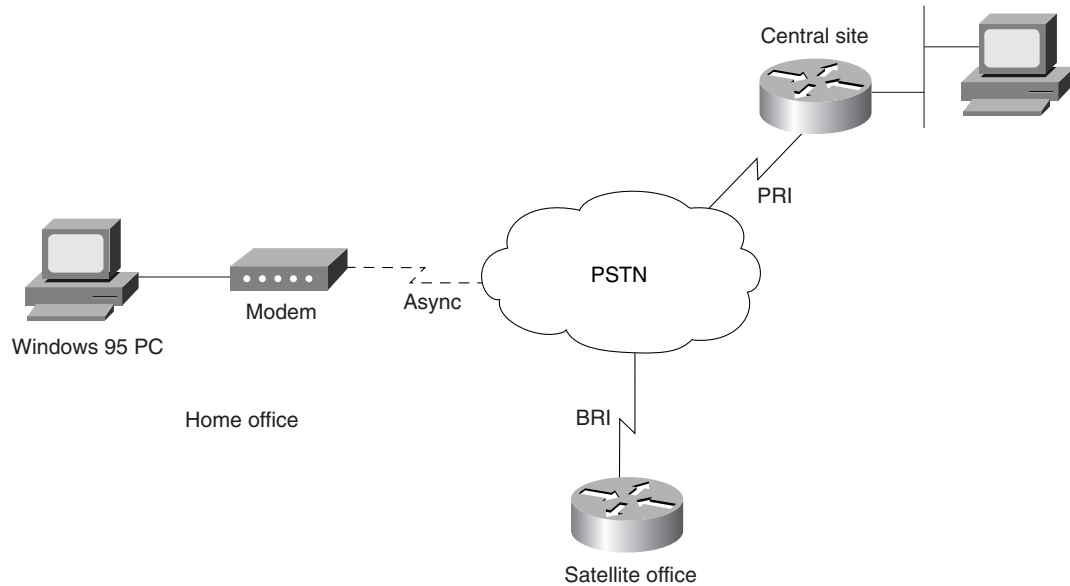 Central site
PRI
PSTN
Async
Modem
Windows 95 PC
Home office
BRI
Satellite office